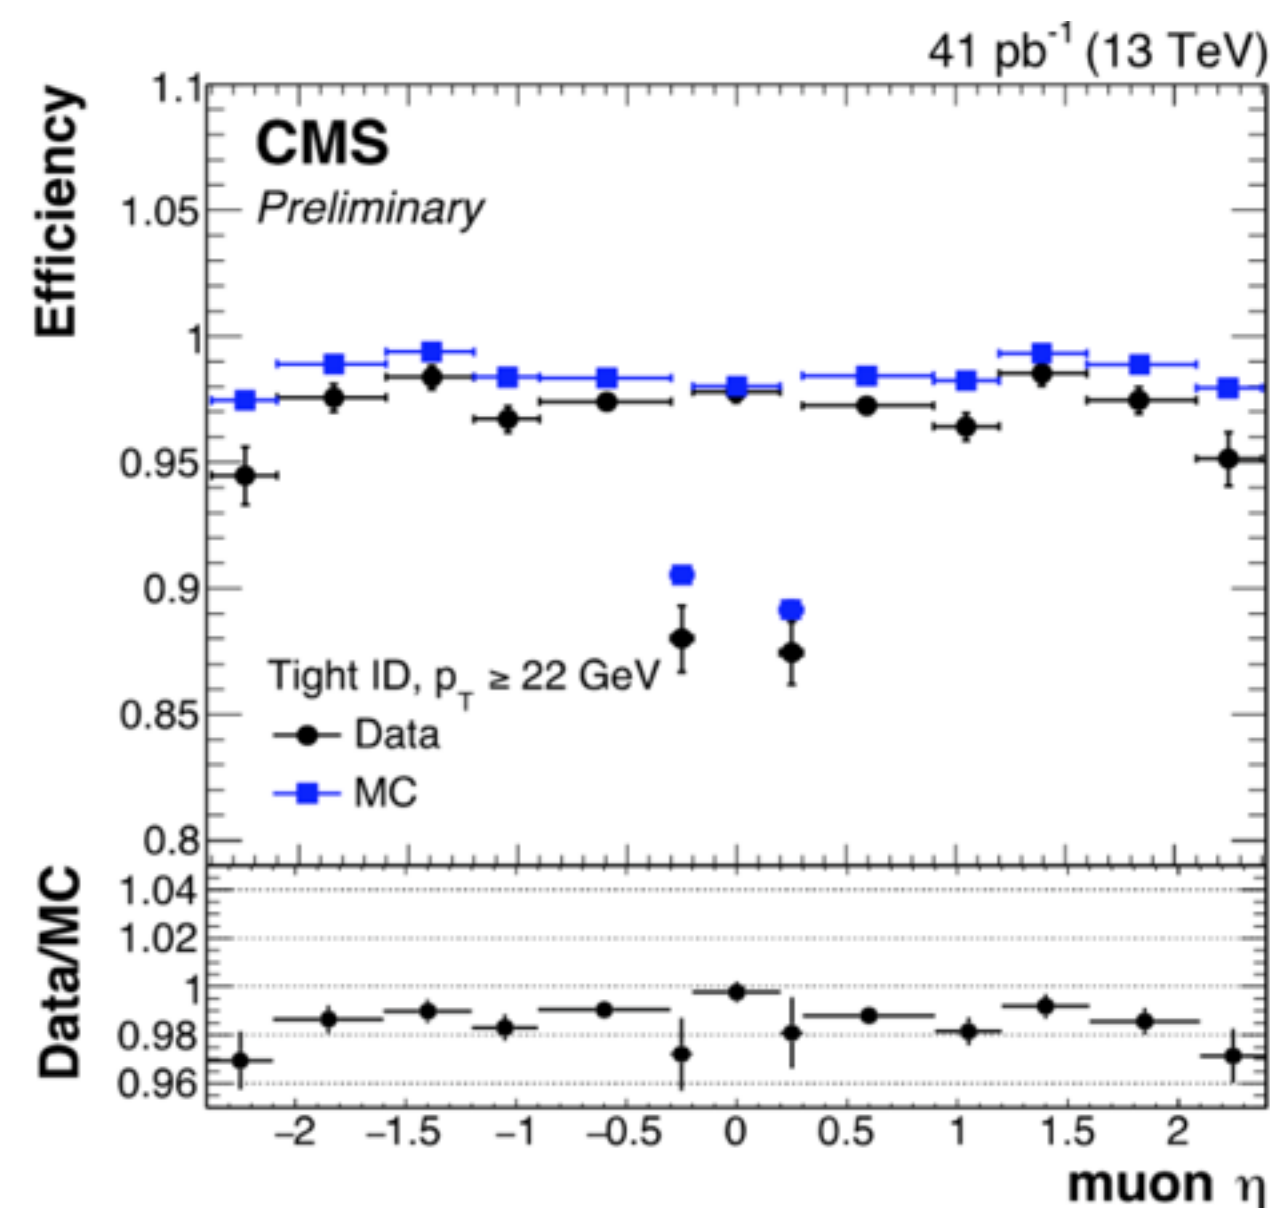 41 pb⁻¹ (13 TeV)
Efficiency
1.1
1.05
1
0.95
0.9
0.85
0.8
CMS
Preliminary
Tight ID, p_T ≥ 22 GeV
Data
MC
Data/MC
1.04
1.02
1
0.98
0.96
−2 −1.5 −1 −0.5 0 0.5 1 1.5 2
muon η